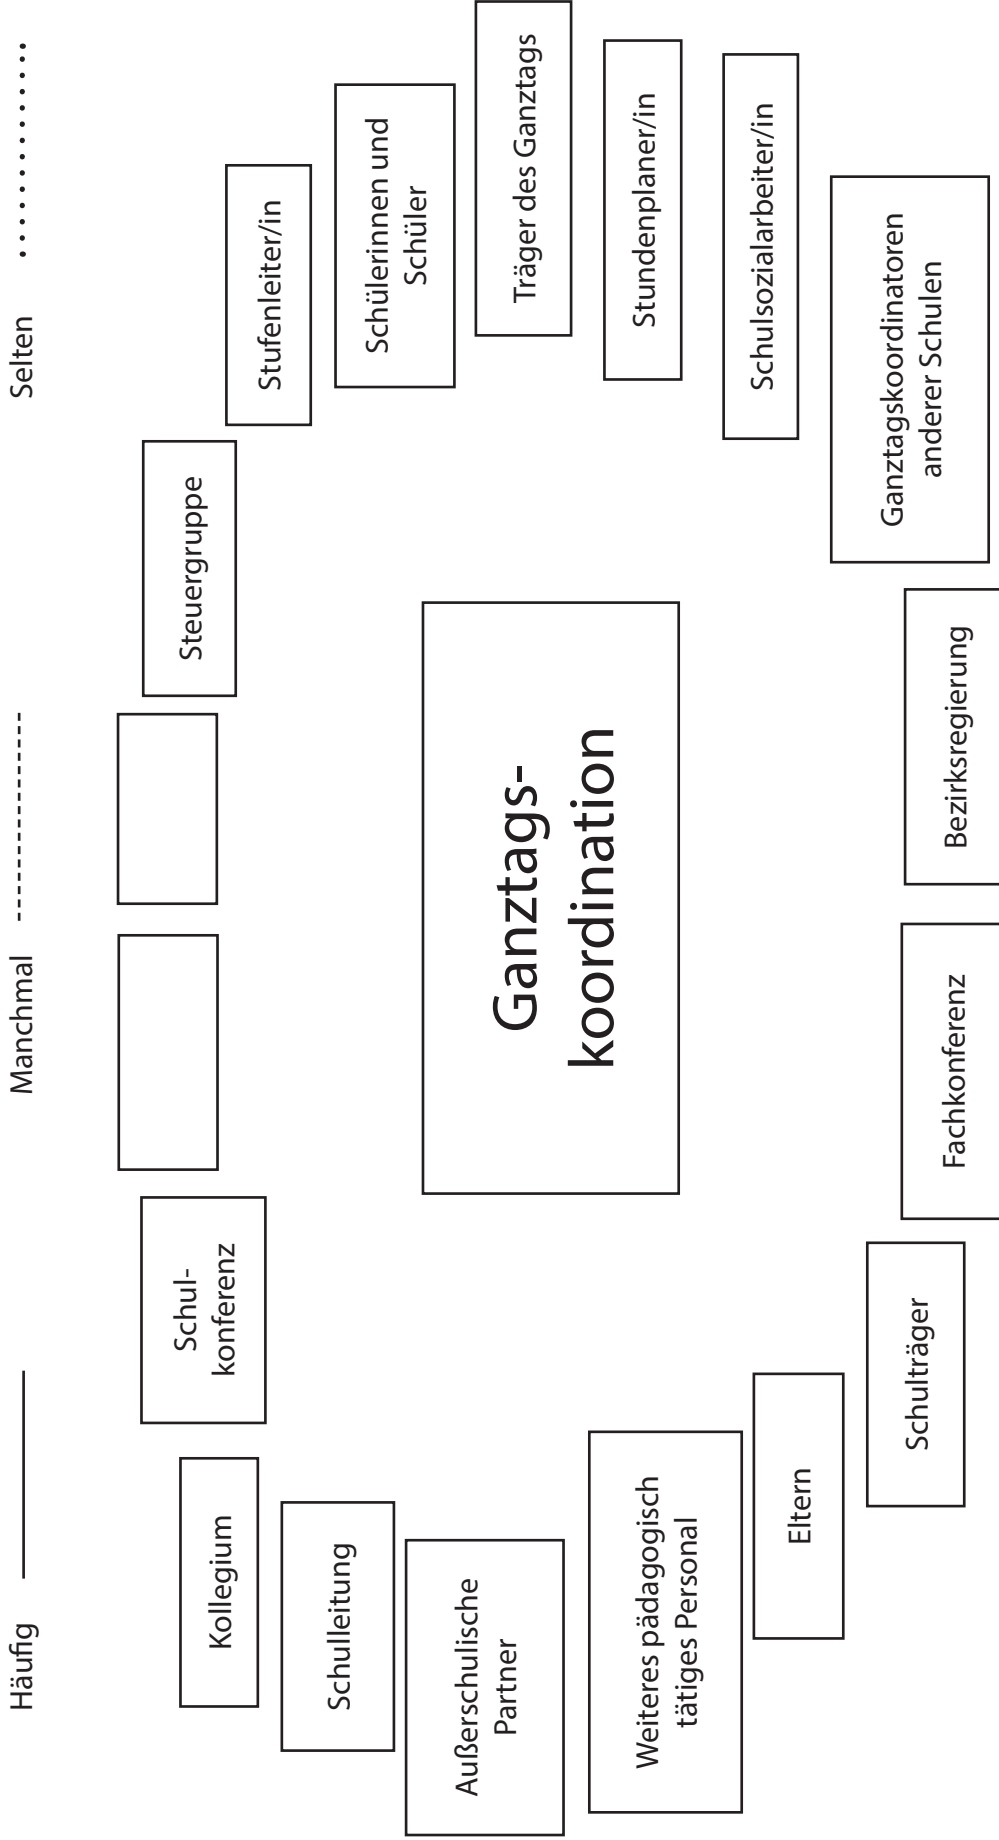 Häufig
Manchmal
Selten
Schul-
konferenz
Steuergruppe
Kollegium
Stufenleiter/in
Schulleitung
Schülerinnen und
Schüler
Außerschulische
Partner
Ganztags-
koordination
Träger des Ganztags
Weiteres pädagogisch
tätiges Personal
Stundenplaner/in
Eltern
Schulsozialarbeiter/in
Schulträger
Ganztagskoordinatoren
anderer Schulen
Fachkonferenz
Bezirksregierung